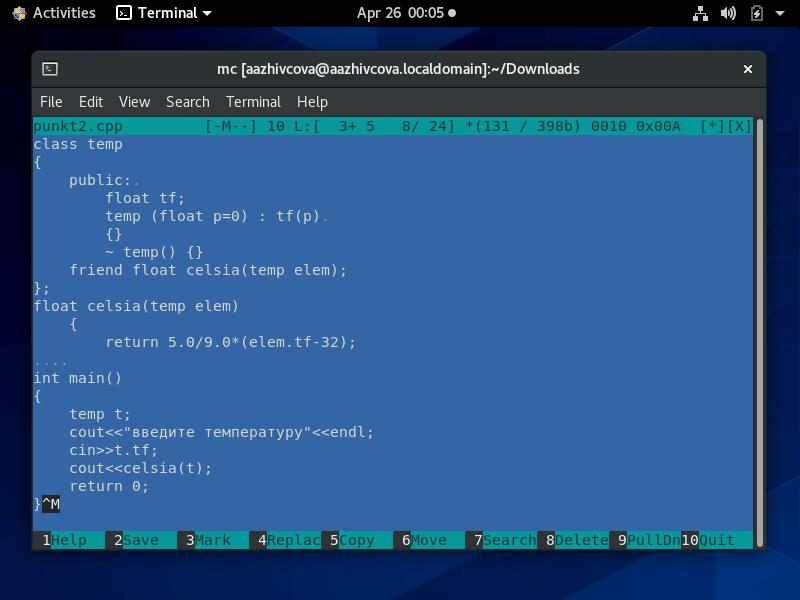 Activities Terminal Apr 26 00:05
mc [aazhivcova@aazhivcova.localdomain]:~/Downloads ×
File Edit View Search Terminal Help
punkt2.cpp [-M--] 10 L:[ 3+ 5 8/ 24] *(131 / 398b) 0010 0x00A [*][X]
class temp
{
public:.
float tf;
temp (float p=0) : tf(p).
{}
~ temp() {}
friend float celsia(temp elem);
};
float celsia(temp elem)
{
return 5.0/9.0*(elem.tf-32);
....
int main()
{
temp t;
cout<<"введите температуру"<<endl;
cin>>t.tf;
cout<<celsia(t);
return 0;
}^M
1Help 2Save 3Mark 4Replac 5Copy 6Move 7Search 8Delete 9PullDn 10Quit